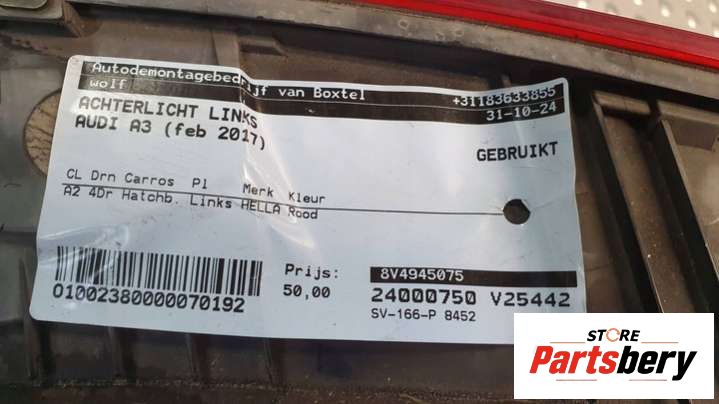 Autodemontagebedrijf van Boxtel +31183633855
wolf 31-10-24
ACHTERLICHT LINKS
AUDI A3 (feb 2017)
GEBRUIKT
CL Drn Carros Pl Merk Kleur
A2 4Dr Hatchb. Links HELLA Rood
Prijs: 8V4945075
01002380000070192 50,00 24000750 V25442
SV-166-P 8452
STORE
Partsbery